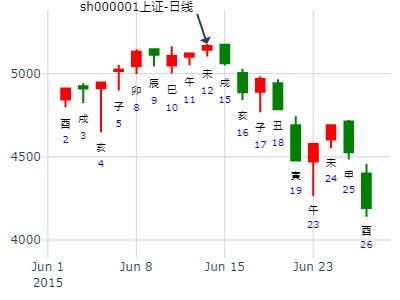 sh000001上证-日线
5000
4500
4000
酉
2
戌
3
亥
4
子
5
卯
8
辰
9
巳
10
午
11
未
12
戌
15
亥
16
子
17
丑
18
寅
19
午
23
未
24
申
25
酉
26
Jun 1
2015
Jun 8
Jun 15
Jun 23